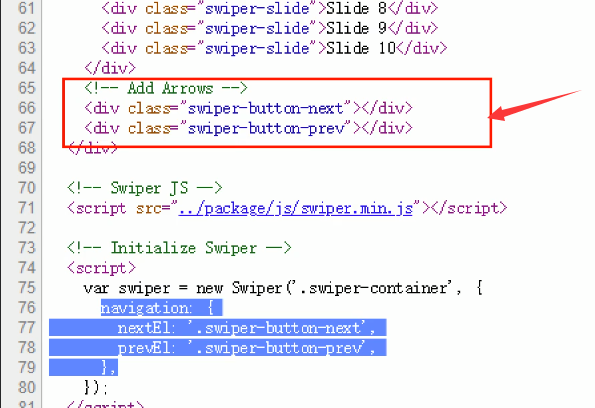 61 <div class="swiper-slide">Slide 8</div>
62 <div class="swiper-slide">Slide 9</div>
63 <div class="swiper-slide">Slide 10</div>
64 </div>
65 <!-- Add Arrows -->
66 <div class="swiper-button-next"></div>
67 <div class="swiper-button-prev"></div>
68 </div>
69
70 <!-- Swiper JS -->
71 <script src="../package/js/swiper.min.js"></script>
72
73 <!-- Initialize Swiper -->
74 <script>
75 var swiper = new Swiper('.swiper-container', {
76 navigation: {
77 nextEl: '.swiper-button-next',
78 prevEl: '.swiper-button-prev',
79 },
80 });
81 </script>